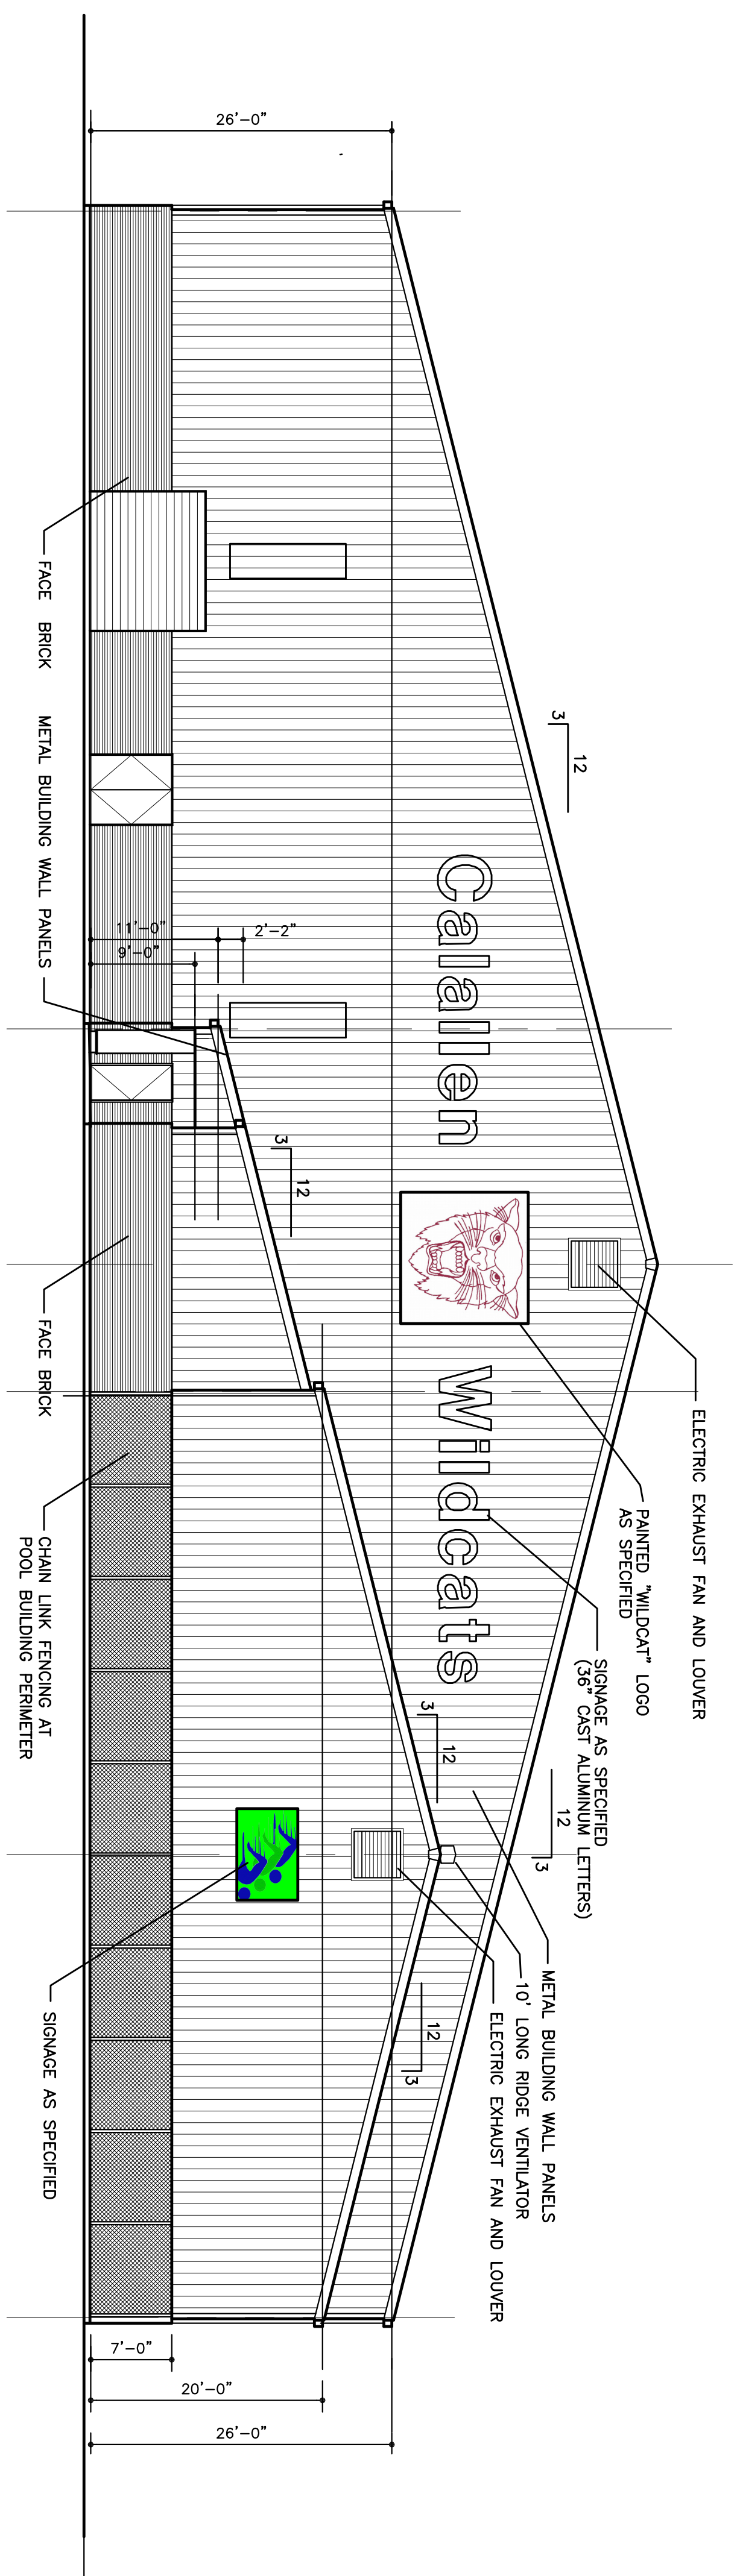 ELECTRIC EXHAUST FAN AND LOUVER
PAINTED "WILDCAT" LOGO
AS SPECIFIED
SIGNAGE AS SPECIFIED
(36" CAST ALUMINUM LETTERS)
METAL BUILDING WALL PANELS
10' LONG RIDGE VENTILATOR
ELECTRIC EXHAUST FAN AND LOUVER
12
3
12
3
Calallen Wildcats
12
3
12
3
12
3
26'-0"
2'-2"
11'-0"
9'-0"
7'-0"
20'-0"
26'-0"
FACE BRICK
METAL BUILDING WALL PANELS
FACE BRICK
CHAIN LINK FENCING AT
POOL BUILDING PERIMETER
SIGNAGE AS SPECIFIED